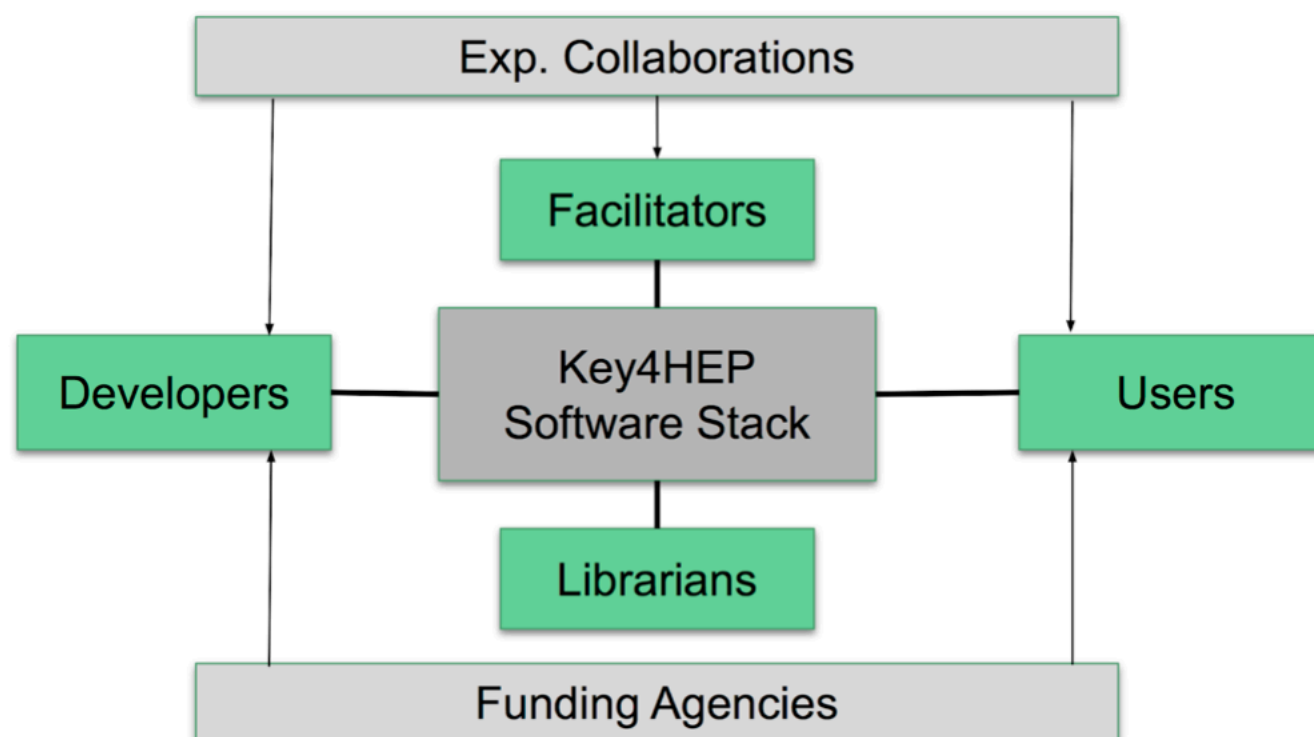 Exp. Collaborations
Facilitators
Developers
Key4HEP
Software Stack
Users
Librarians
Funding Agencies